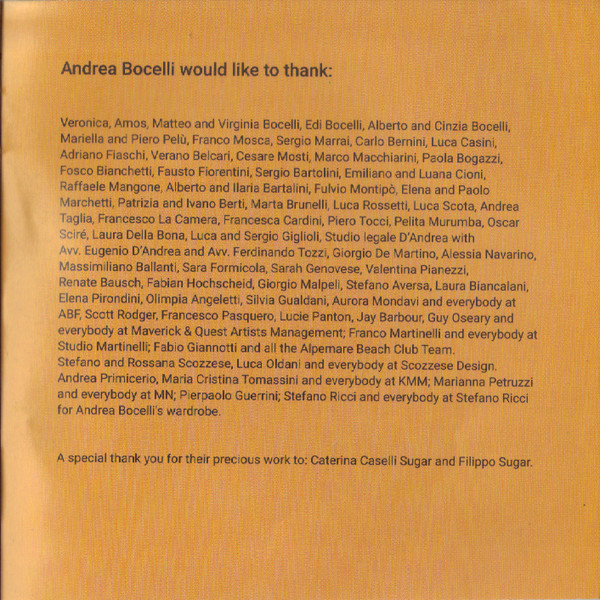 Andrea Bocelli would like to thank:
Veronica, Amos, Matteo and Virginia Bocelli, Edi Bocelli, Alberto and Cinzia Bocelli,
Mariella and Piero Pelù, Franco Mosca, Sergio Marrai, Carlo Bernini, Luca Casini,
Adriano Fiaschi, Verano Belcari, Cesare Mosti, Marco Macchiarini, Paola Bogazzi,
Fosco Bianchetti, Fausto Fiorentini, Sergio Bartolini, Emiliano and Luana Cioni,
Raffaele Mangone, Alberto and Ilaria Bartalini, Fulvio Montipò, Elena and Paolo
Marchetti, Patrizia and Ivano Berti, Marta Brunelli, Luca Rossetti, Luca Scota, Andrea
Taglia, Francesco La Camera, Francesca Cardini, Piero Tocci, Pelita Murumba, Oscar
Sciré, Laura Della Bona, Luca and Sergio Giglioli, Studio legale D'Andrea with
Avv. Eugenio D'Andrea and Avv. Ferdinando Tozzi, Giorgio De Martino, Alessia Navarino,
Massimiliano Ballanti, Sara Formicola, Sarah Genovese, Valentina Pianezzi,
Renate Bausch, Fabian Hochscheid, Giorgio Malpeli, Stefano Aversa, Laura Biancalani,
Elena Pirondini, Olimpia Angeletti, Silvia Gualdani, Aurora Mondavi and everybody at
ABF, Scott Rodger, Francesco Pasquero, Lucie Panton, Jay Barbour, Guy Oseary and
everybody at Maverick & Quest Artists Management; Franco Martinelli and everybody at
Studio Martinelli; Fabio Giannotti and all the Alpemare Beach Club Team.
Stefano and Rossana Scozzese, Luca Oldani and everybody at Scozzese Design.
Andrea Primicerio, Maria Cristina Tomassini and everybody at KMM; Marianna Petruzzi
and everybody at MN; Pierpaolo Guerrini; Stefano Ricci and everybody at Stefano Ricci
for Andrea Bocelli's wardrobe.
A special thank you for their precious work to: Caterina Caselli Sugar and Filippo Sugar.